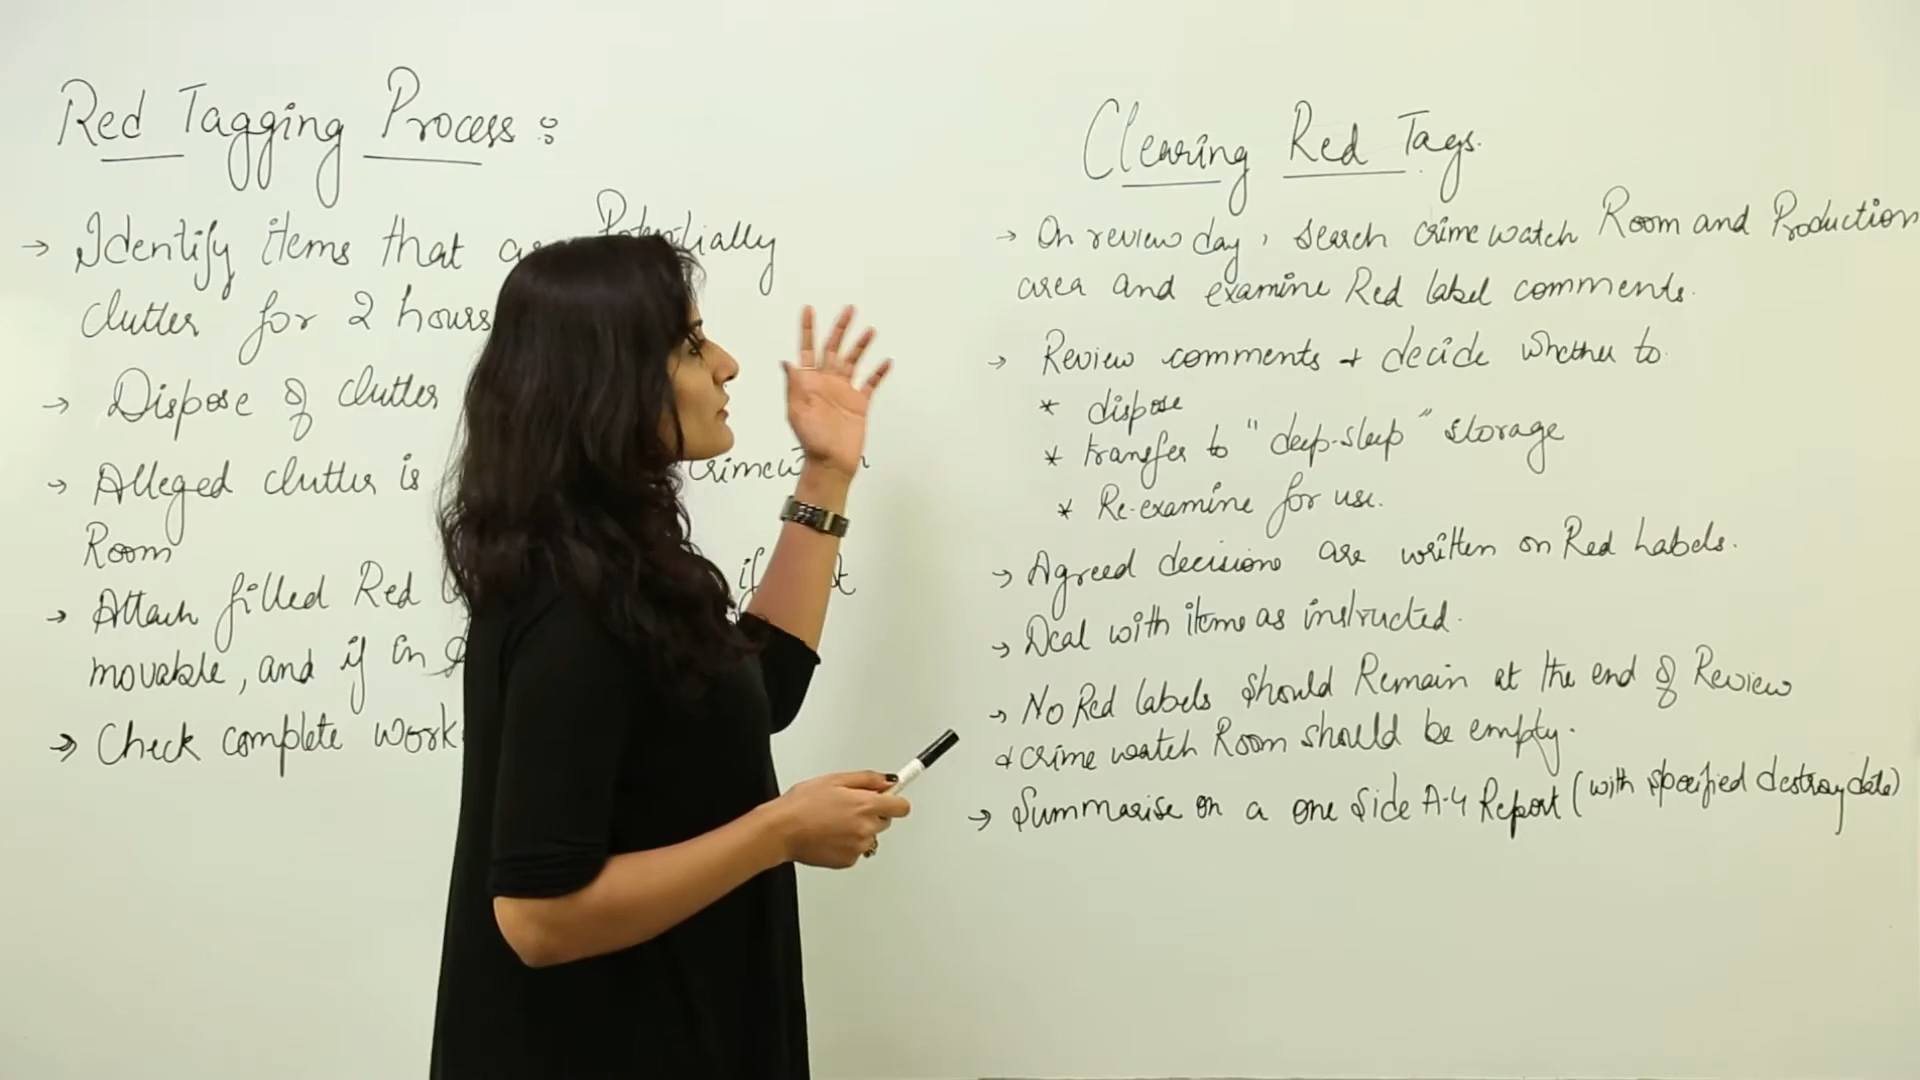 Red Tagging Process :
→ Identify items that are Potentially
clutter for 2 hours
→ Dispose of clutter
→ Alleged clutter is
Room
→ Attach filled Red if
movable, and if in
→ Check complete work
Clearing Red Tags.
→ On review day, search crime watch Room and Production
area and examine Red label comments.
→ Review comments & decide whether to
* dispose
* transfer to "deep-sleep" storage
* Re-examine for use.
→ Agreed decisions are written on Red Labels.
→ Deal with items as instructed.
→ No Red labels should Remain at the end of Review
& crime watch Room should be empty.
→ Summarise on a one side A-4 Report (with specified destroy date)